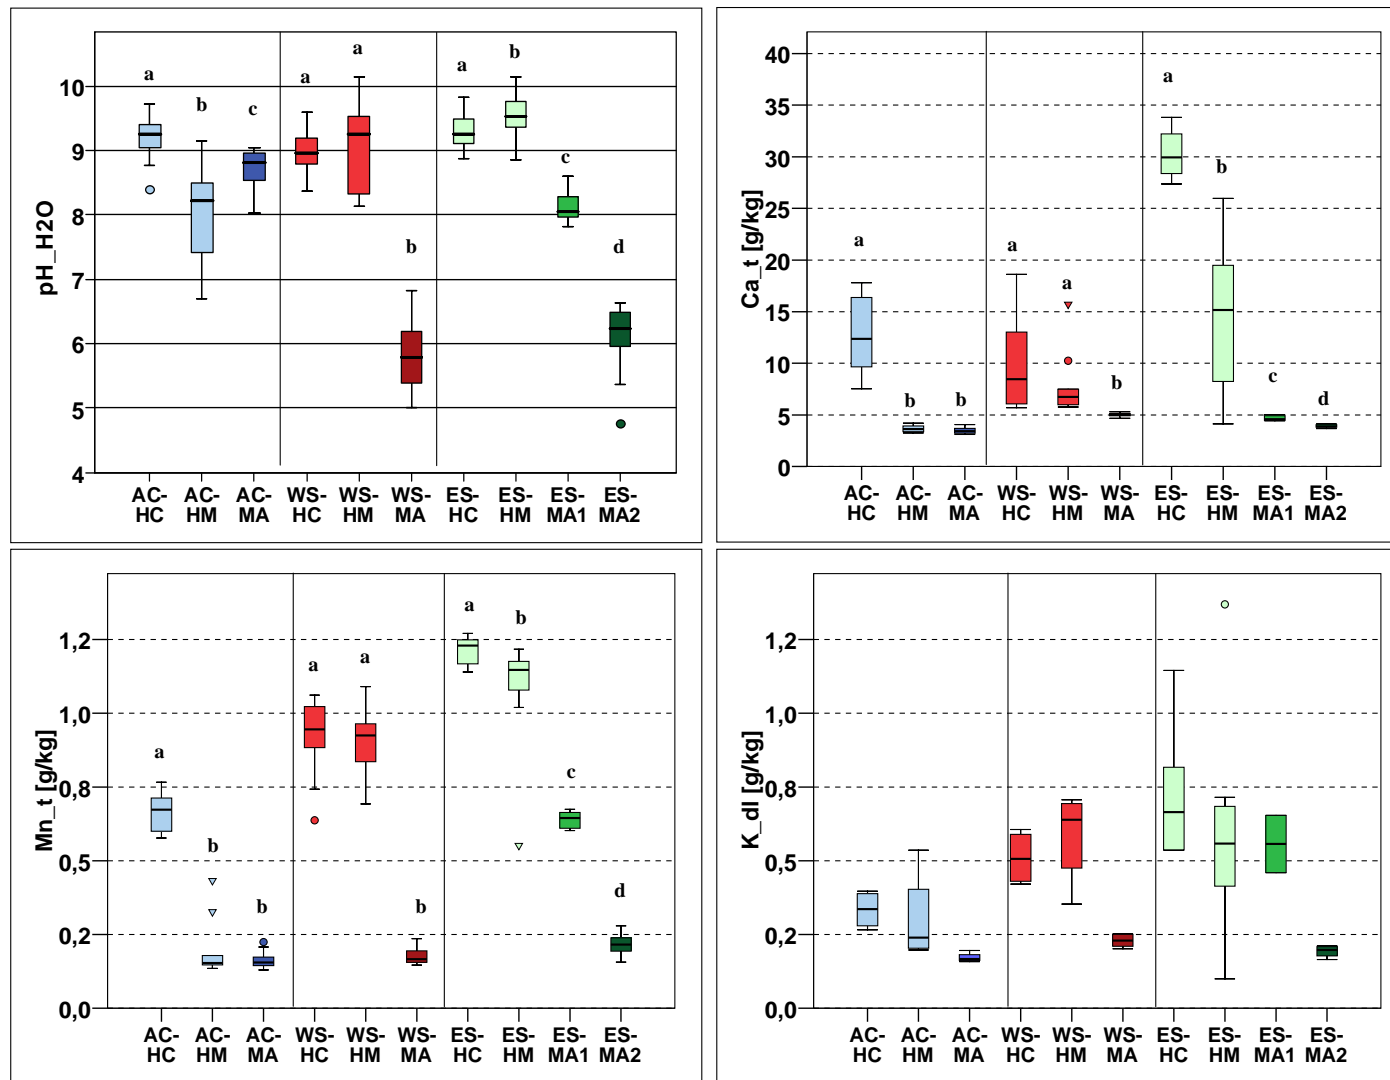 pH_H2O
10
9
8
7
6
5
4
a
b
c
a
a
b
a
b
c
d
AC-HC
AC-HM
AC-MA
WS-HC
WS-HM
WS-MA
ES-HC
ES-HM
ES-MA1
ES-MA2
Ca_t [g/kg]
40
35
30
25
20
15
10
5
0
a
b
b
a
a
b
a
b
c
d
AC-HC
AC-HM
AC-MA
WS-HC
WS-HM
WS-MA
ES-HC
ES-HM
ES-MA1
ES-MA2
Mn_t [g/kg]
1,2
1,0
0,8
0,5
0,2
0,0
a
b
b
a
a
b
a
b
c
d
AC-HC
AC-HM
AC-MA
WS-HC
WS-HM
WS-MA
ES-HC
ES-HM
ES-MA1
ES-MA2
K_dl [g/kg]
1,2
1,0
0,8
0,5
0,2
0,0
AC-HC
AC-HM
AC-MA
WS-HC
WS-HM
WS-MA
ES-HC
ES-HM
ES-MA1
ES-MA2